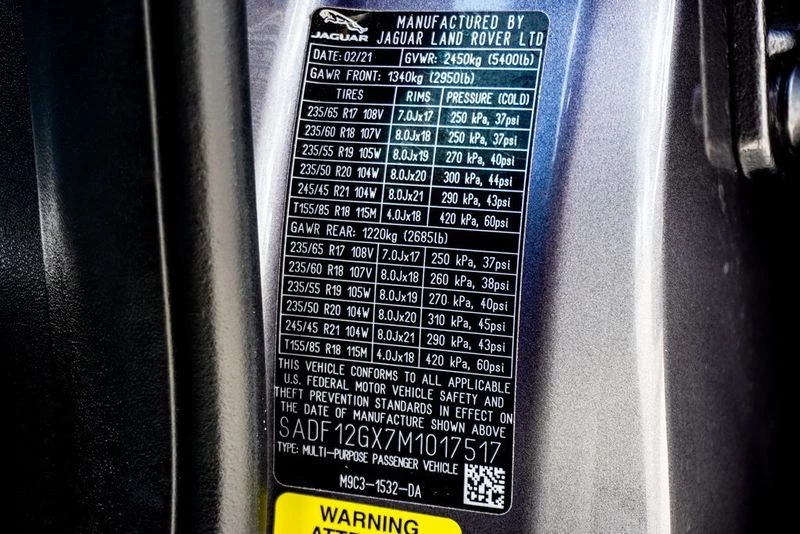 MANUFACTURED BY
JAGUAR JAGUAR LAND ROVER LTD
DATE: 02/21 GVWR: 2450kg (5400lb)
GAWR FRONT: 1340kg (2950lb)
TIRES RIMS PRESSURE (COLD)
235/65 R17 108V 7.0Jx17 250 kPa, 37psi
235/60 R18 107V 8.0Jx18 250 kPa, 37psi
235/55 R19 105W 8.0Jx19 270 kPa, 40psi
235/50 R20 104W 8.0Jx20 300 kPa, 44psi
245/45 R21 104W 8.0Jx21 290 kPa, 43psi
T155/85 R18 115M 4.0Jx18 420 kPa, 60psi
GAWR REAR: 1220kg (2685lb)
235/65 R17 108V 7.0Jx17 250 kPa, 37psi
235/60 R18 107V 8.0Jx18 260 kPa, 38psi
235/55 R19 105W 8.0Jx19 270 kPa, 40psi
235/50 R20 104W 8.0Jx20 310 kPa, 45psi
245/45 R21 104W 8.0Jx21 290 kPa, 43psi
T155/85 R18 115M 4.0Jx18 420 kPa, 60psi
THIS VEHICLE CONFORMS TO ALL APPLICABLE
U.S. FEDERAL MOTOR VEHICLE SAFETY AND
THEFT PREVENTION STANDARDS IN EFFECT ON
THE DATE OF MANUFACTURE SHOWN ABOVE
SADF12GX7M1017517
TYPE: MULTI-PURPOSE PASSENGER VEHICLE
M9C3-1532-DA
WARNING